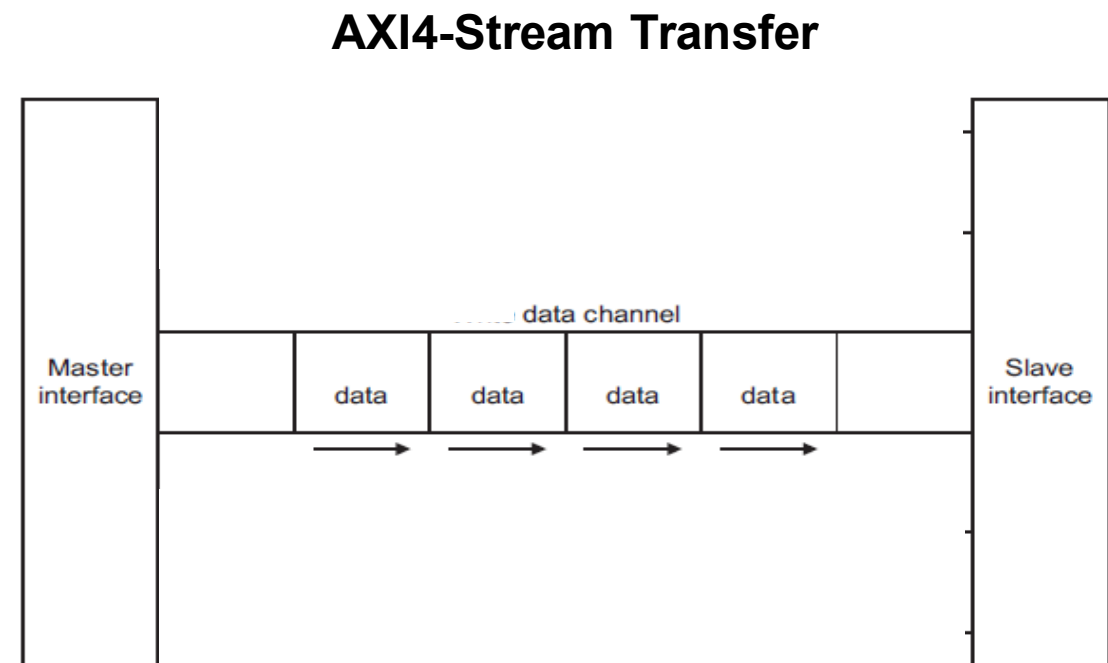 AXI4-Stream Transfer
data channel
Master
interface
data
data
data
data
Slave
interface